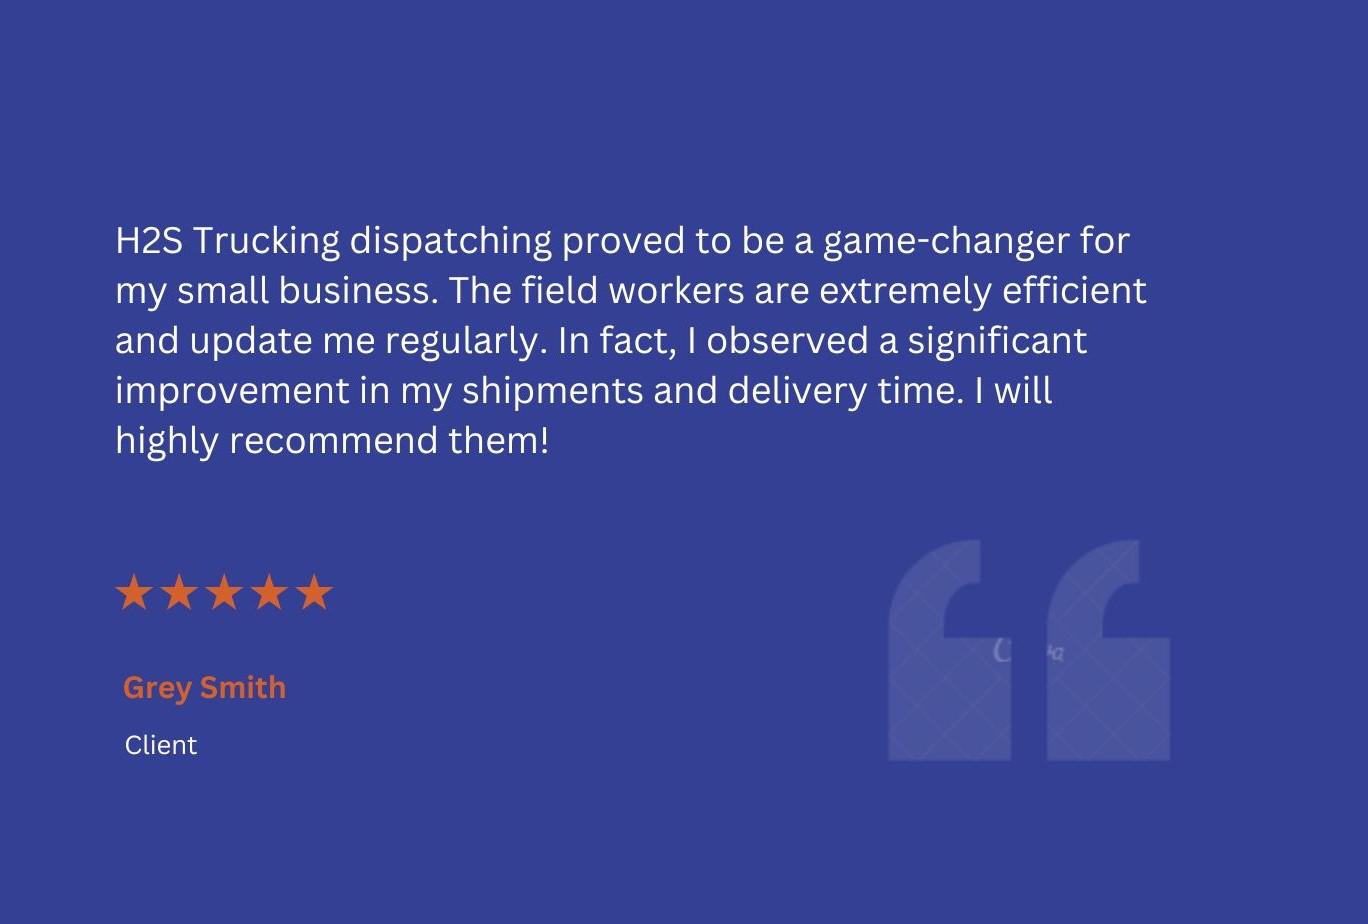 H2S Trucking dispatching proved to be a game-changer for
my small business. The field workers are extremely efficient
and update me regularly. In fact, I observed a significant
improvement in my shipments and delivery time. I will
highly recommend them!
Grey Smith
Client